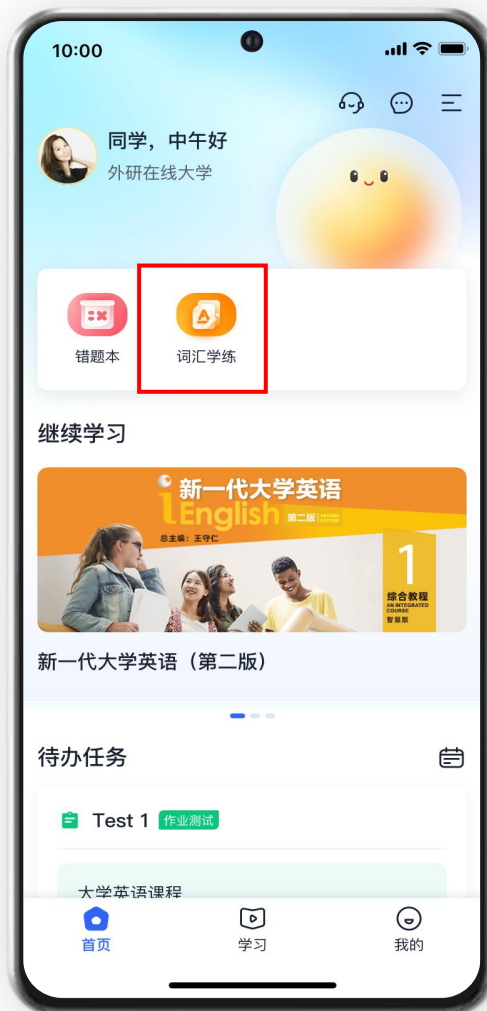 10:00
同学，中午好
外研在线大学
错题本
词汇学练
继续学习
新一代大学英语
iEnglish 第二版 SECOND EDITION
总主编：王守仁
1
综合教程
AN INTEGRATED
COURSE
智慧版
新一代大学英语（第二版）
待办任务
Test 1 作业测试
大学英语课程
首页
学习
我的